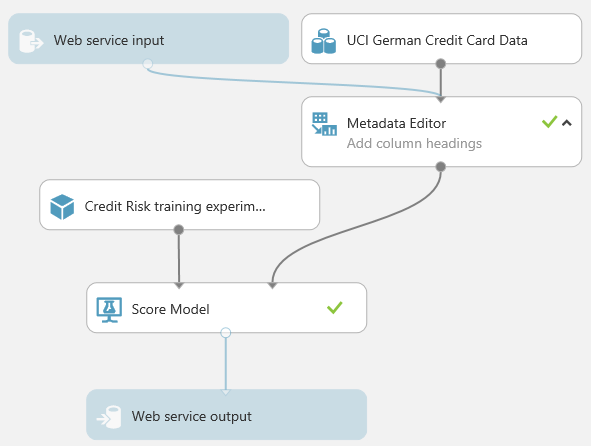 Web service input
UCI German Credit Card Data
Metadata Editor
Add column headings
Credit Risk training experim...
Score Model
Web service output